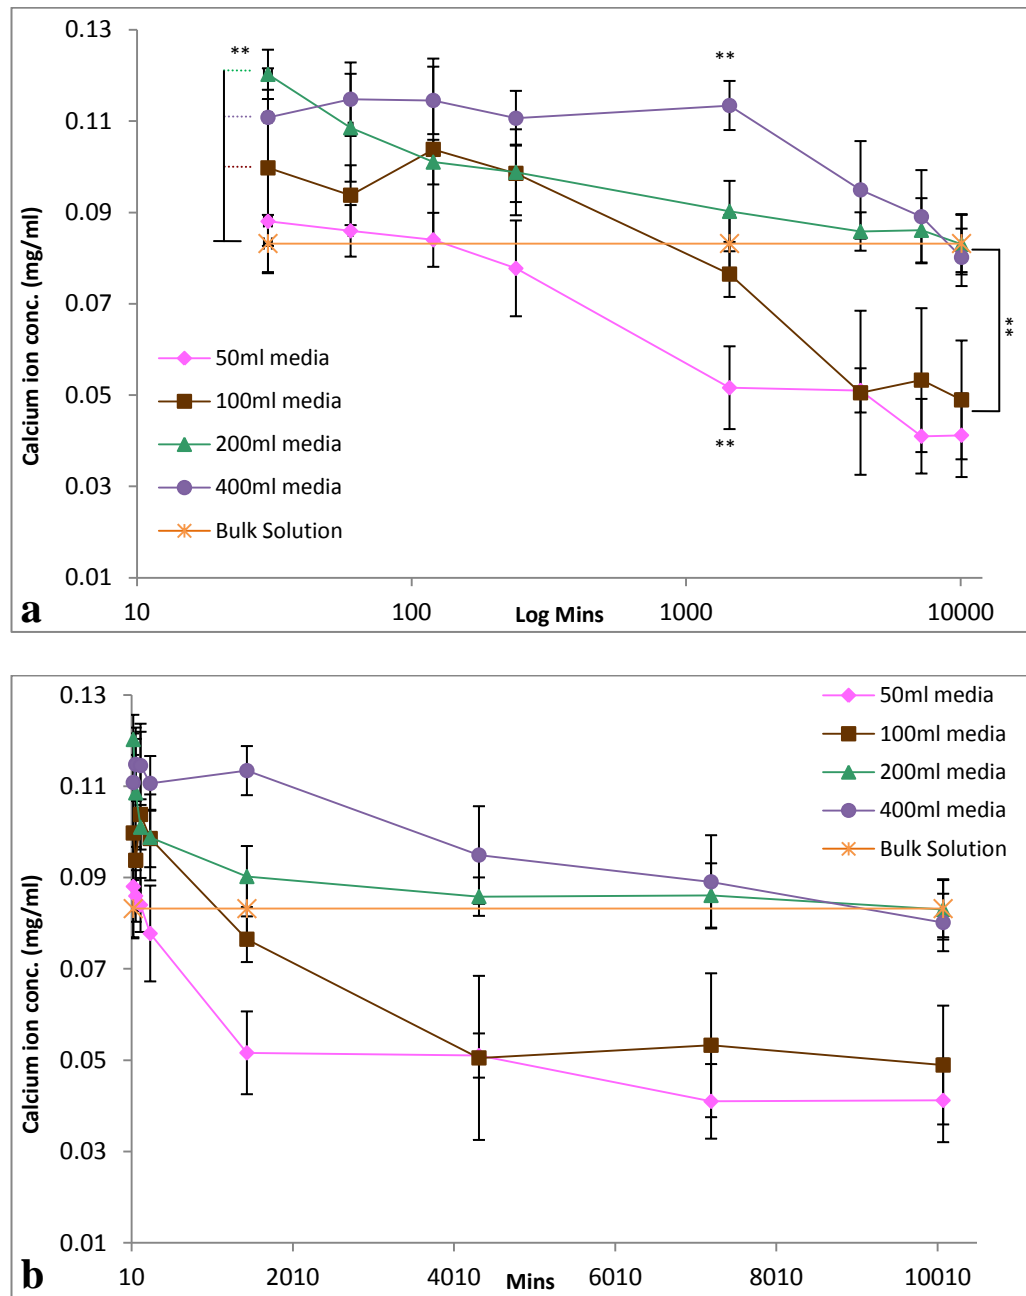 0.13
0.11
0.09
0.07
0.05
0.03
0.01
Calcium ion conc. (mg/ml)
**
**
**
**
50ml media
100ml media
200ml media
400ml media
Bulk Solution
10
100
1000
10000
Log Mins
a
0.13
0.11
0.09
0.07
0.05
0.03
0.01
Calcium ion conc. (mg/ml)
50ml media
100ml media
200ml media
400ml media
Bulk Solution
10
2010
4010
6010
8010
10010
Mins
b